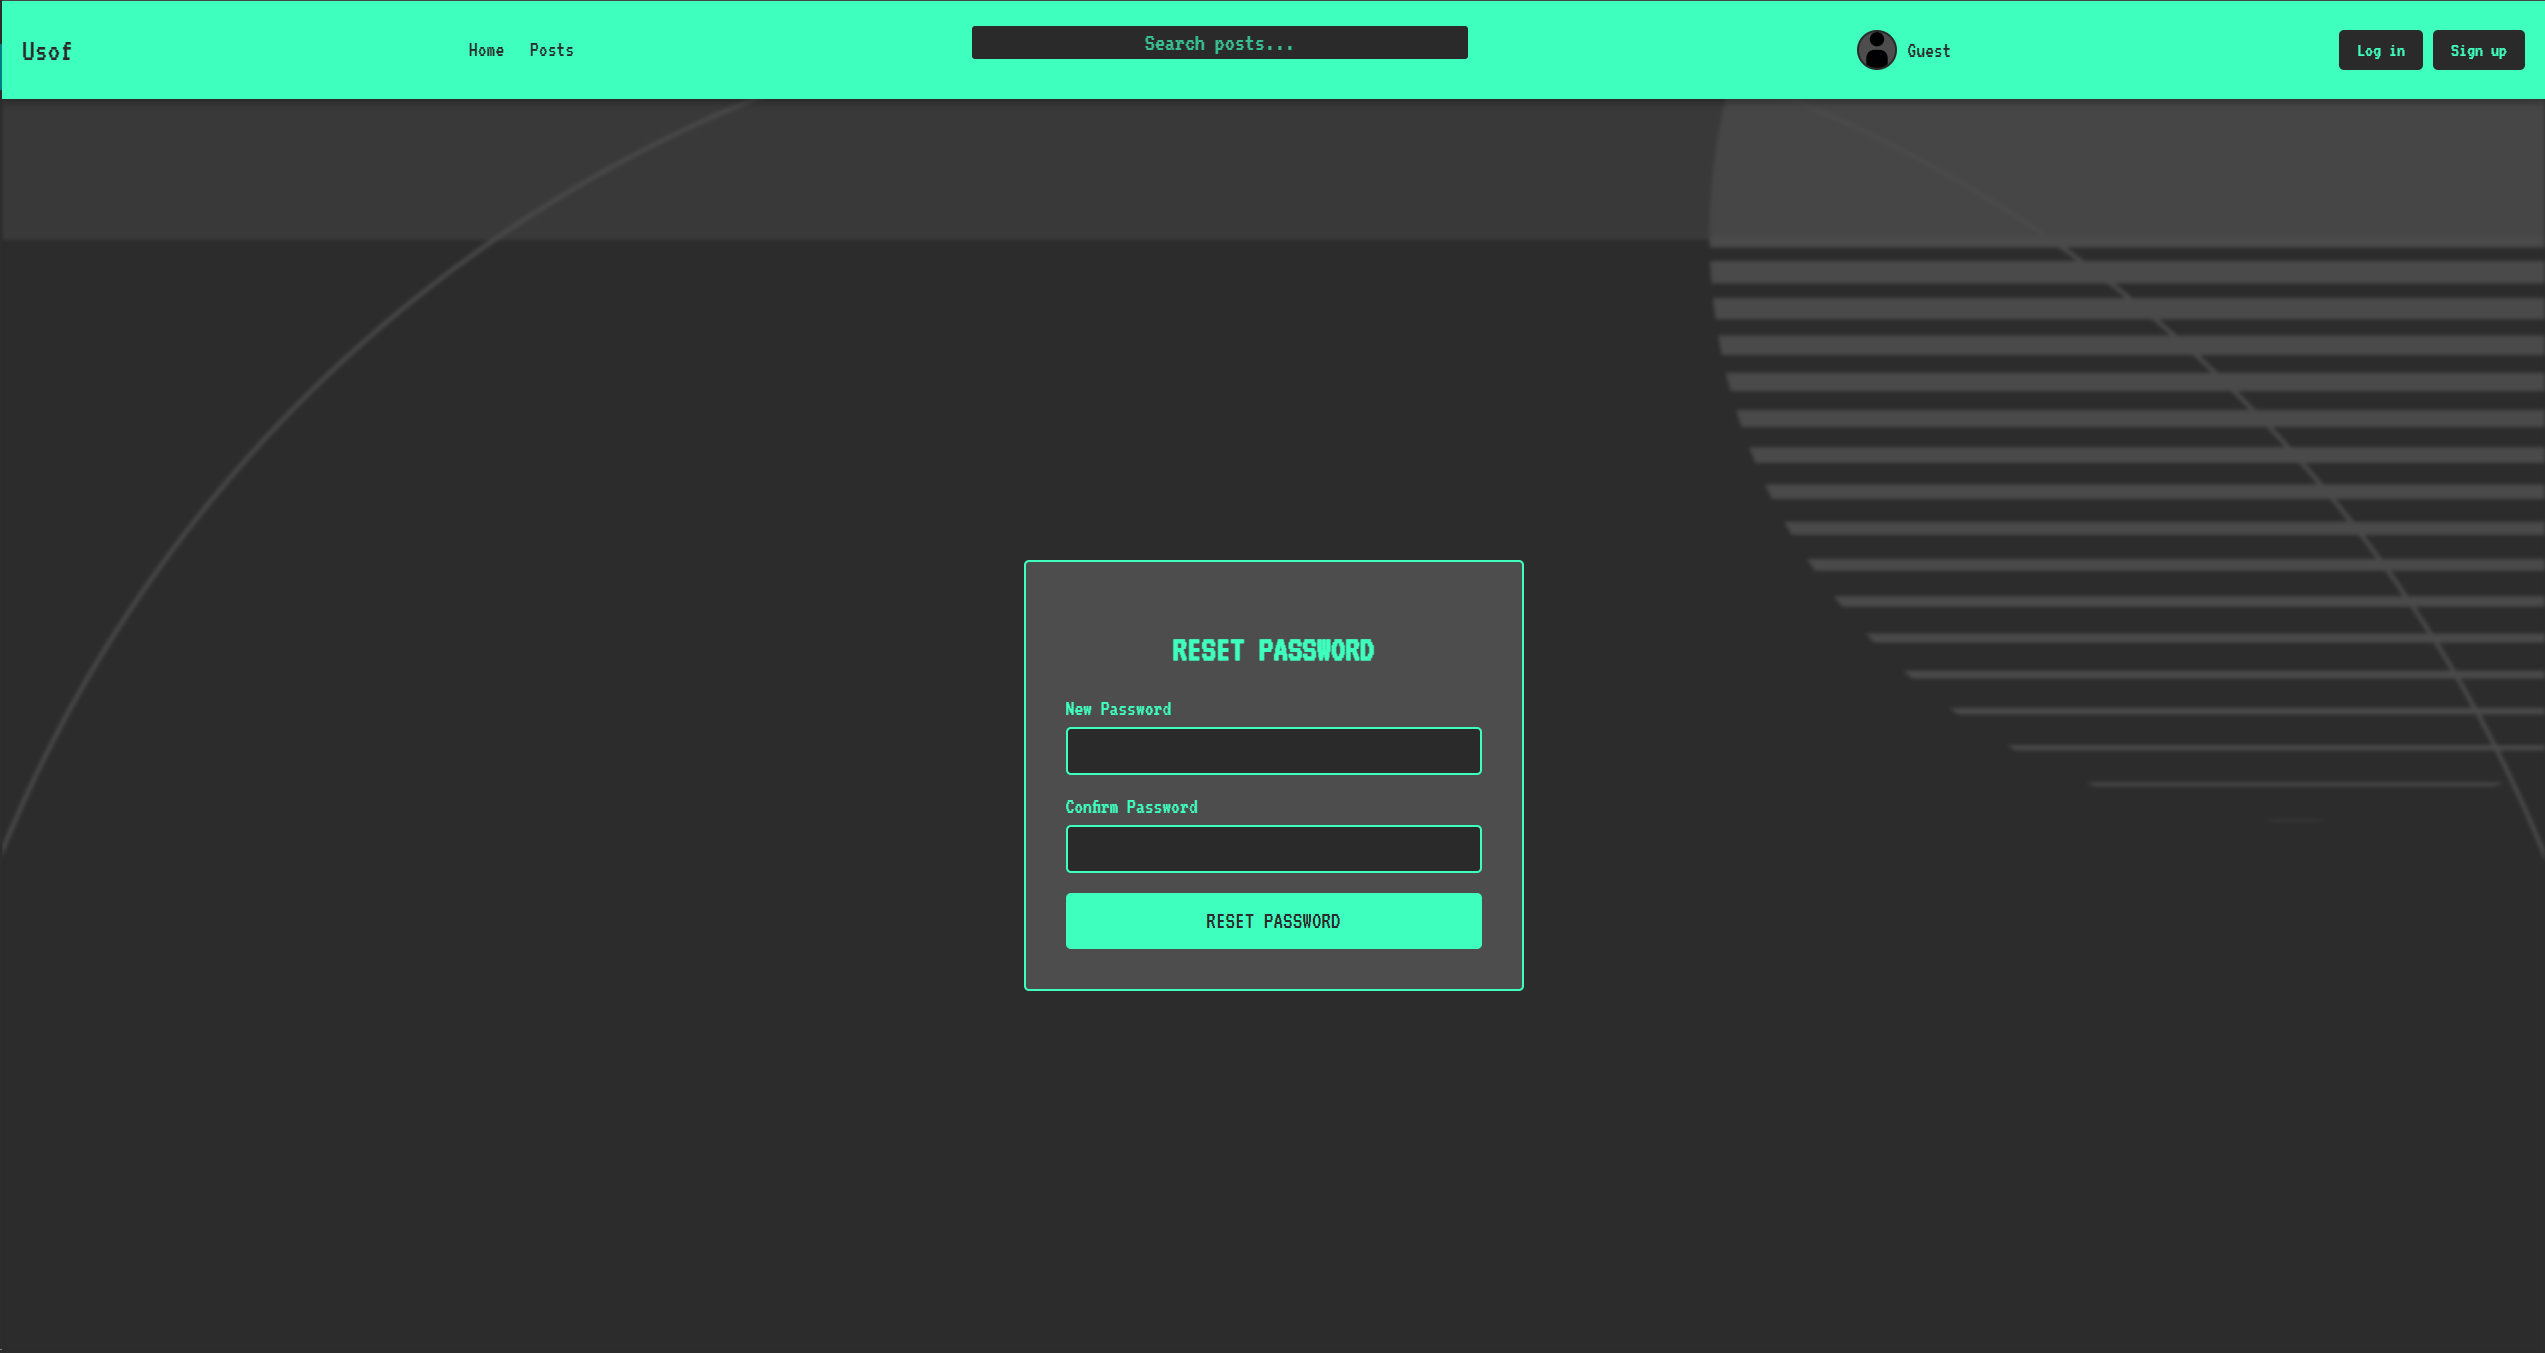 Usof
Home Posts
Search posts...
Guest
Log in
Sign up
RESET PASSWORD
New Password
Confirm Password
RESET PASSWORD